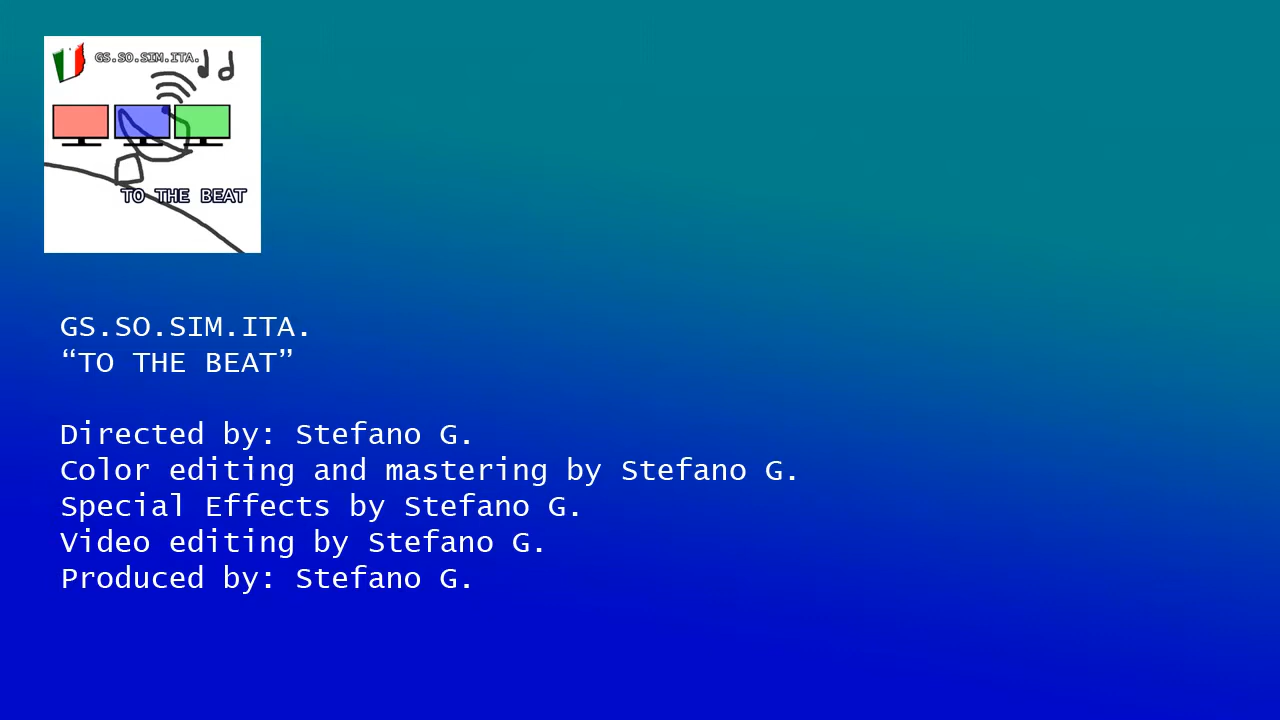 GS.SO.SIM.ITA.
TO THE BEAT
GS.SO.SIM.ITA.
“TO THE BEAT”
Directed by: Stefano G.
Color editing and mastering by Stefano G.
Special Effects by Stefano G.
Video editing by Stefano G.
Produced by: Stefano G.